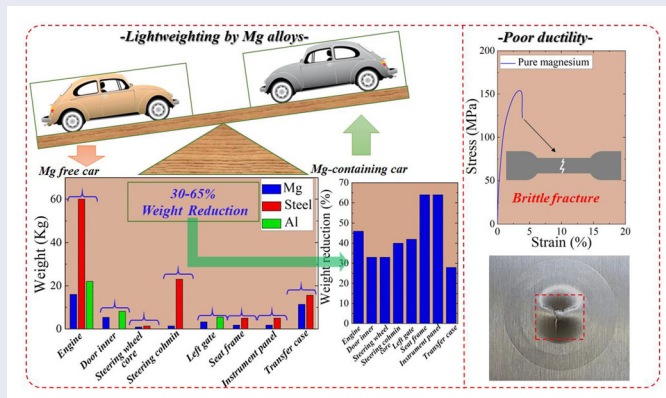 -Lightweighting by Mg alloys-
Mg free car
Mg-containing car
30-65%
Weight Reduction
Mg
Steel
Al
Weight (Kg)
60
40
20
0
Engine
Door inner
Steering wheel
core
Steering cohmin
Left gate
Seat frame
Instrument panel
Transfer case
Weight reduction (%)
70
60
50
40
30
20
10
0
Engine
Door inner
Steering wheel
Steering cohmin
core
Left gate
Seat frame
Instrument panel
Transfer case
-Poor ductility-
Stress (MPa)
200
150
100
50
0
Pure magnesium
Brittle fracture
0
5
10
15
20
Strain (%)